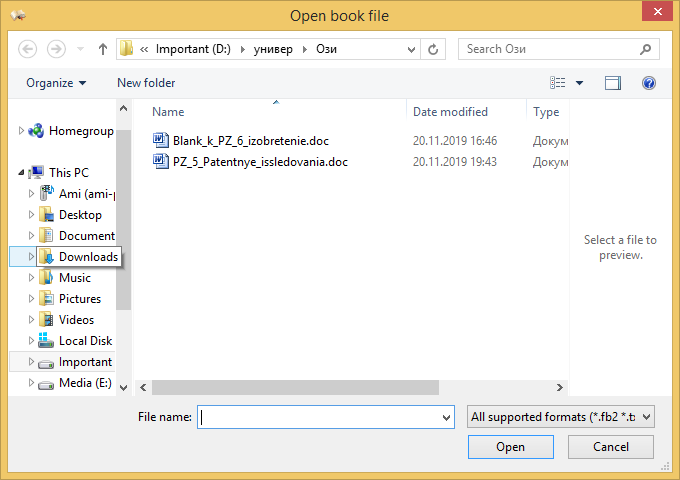 Open book file
« Important (D:) ▸ универ ▸ Ози
Search Ози
Organize
New folder
Name
Date modified
Type
Blank_k_PZ_6_izobretenie.doc
20.11.2019 16:46
Докум
PZ_5_Patentnye_issledovania.doc
20.11.2019 19:43
Докум
Homegroup
This PC
Ami (ami-p
Desktop
Document
Downloads
Music
Pictures
Videos
Local Disk
Important
Media (E:)
Select a file to
preview.
File name:
All supported formats (*.fb2 *.tx
Open
Cancel